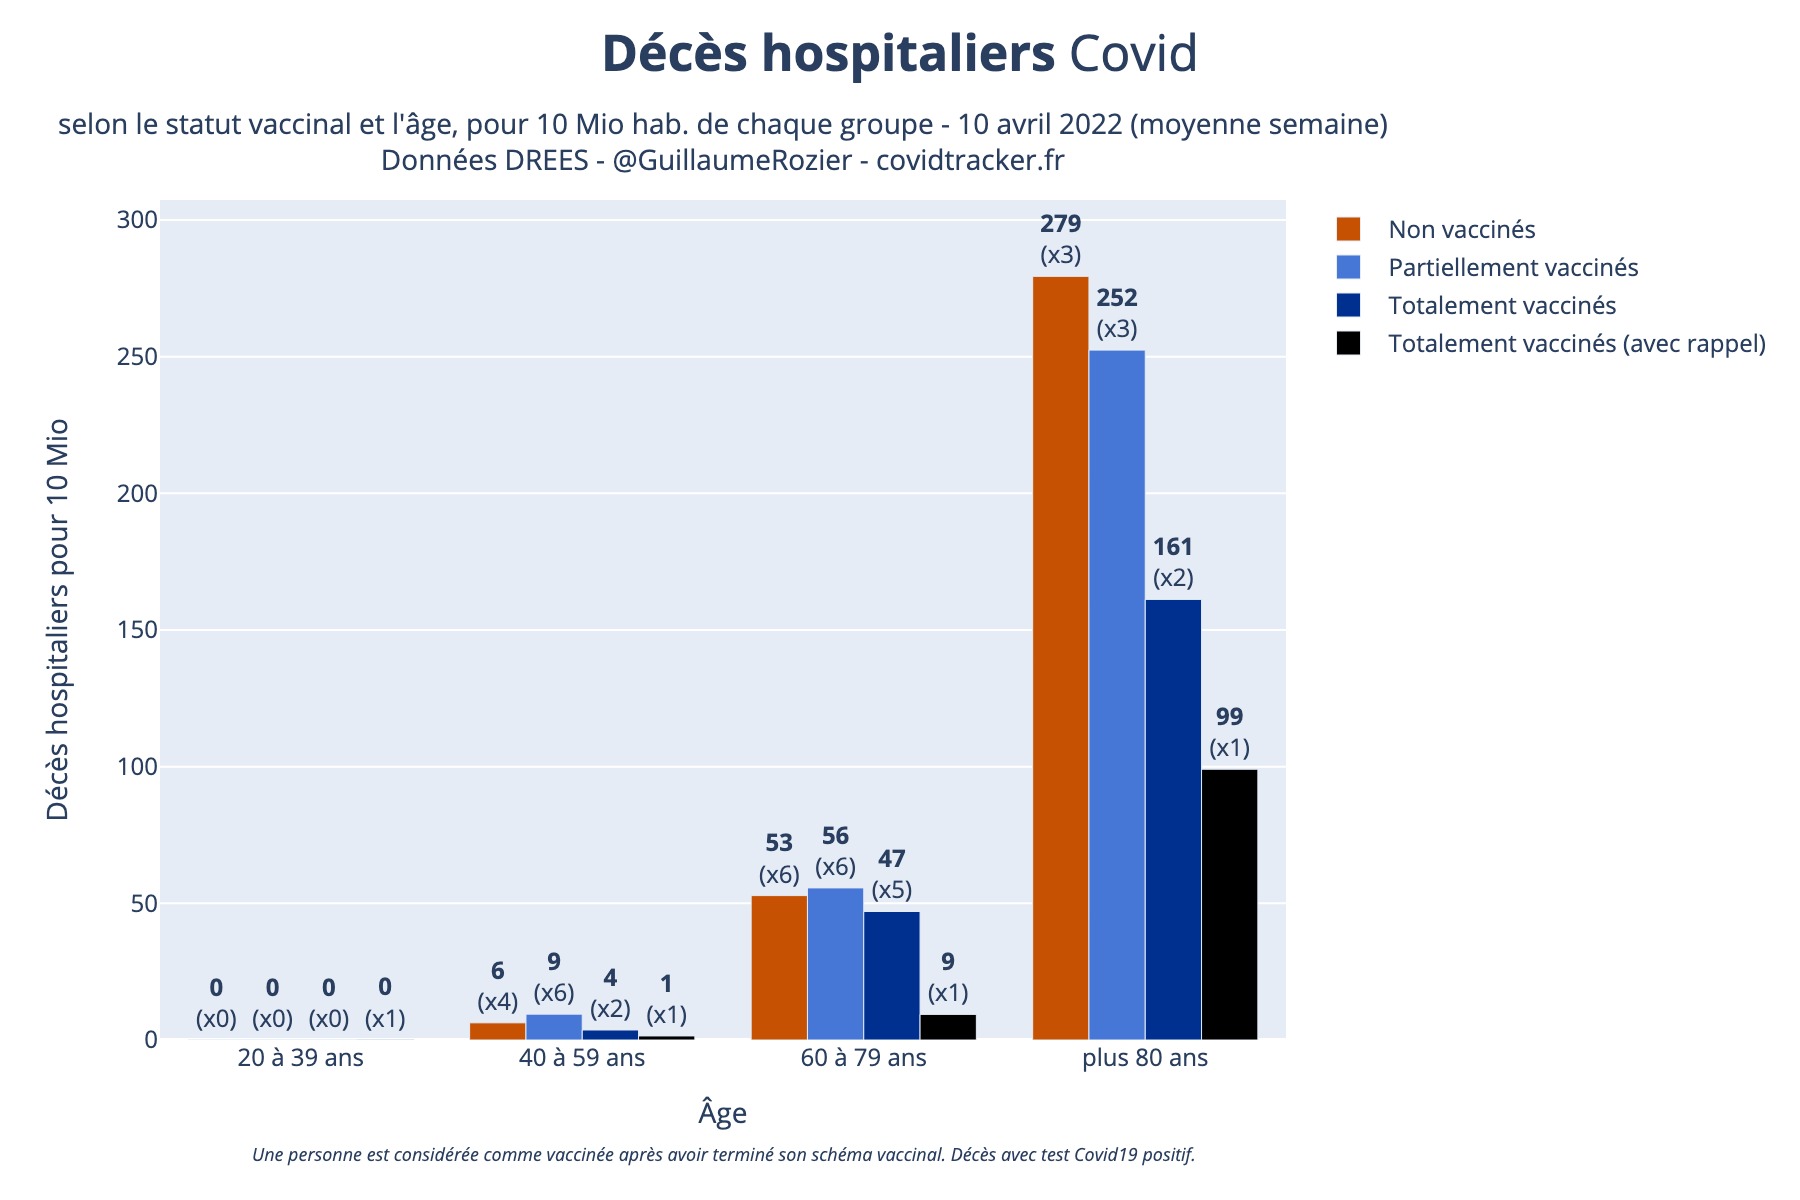 Décès hospitaliers Covid
selon le statut vaccinal et l'âge, pour 10 Mio hab. de chaque groupe - 10 avril 2022 (moyenne semaine)
Données DREES - @GuillaumeRozier - covidtracker.fr
Non vaccinés
Partiellement vaccinés
Totalement vaccinés
Totalement vaccinés (avec rappel)
Décès hospitaliers pour 10 Mio
300
250
200
150
100
50
0
0
(x0)
0
(x0)
0
(x0)
0
(x1)
6
(x4)
9
(x6)
4
(x2)
1
(x1)
53
(x6)
56
(x6)
47
(x5)
9
(x1)
279
(x3)
252
(x3)
161
(x2)
99
(x1)
20 à 39 ans
40 à 59 ans
60 à 79 ans
plus 80 ans
Âge
Une personne est considérée comme vaccinée après avoir terminé son schéma vaccinal. Décès avec test Covid19 positif.